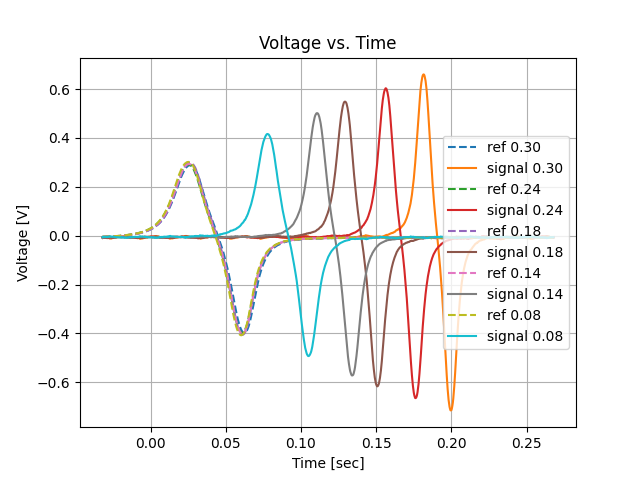 Voltage vs. Time
Voltage [V]
0.6
0.4
0.2
0.0
−0.2
−0.4
−0.6
ref 0.30
signal 0.30
ref 0.24
signal 0.24
ref 0.18
signal 0.18
ref 0.14
signal 0.14
ref 0.08
signal 0.08
0.00 0.05 0.10 0.15 0.20 0.25
Time [sec]